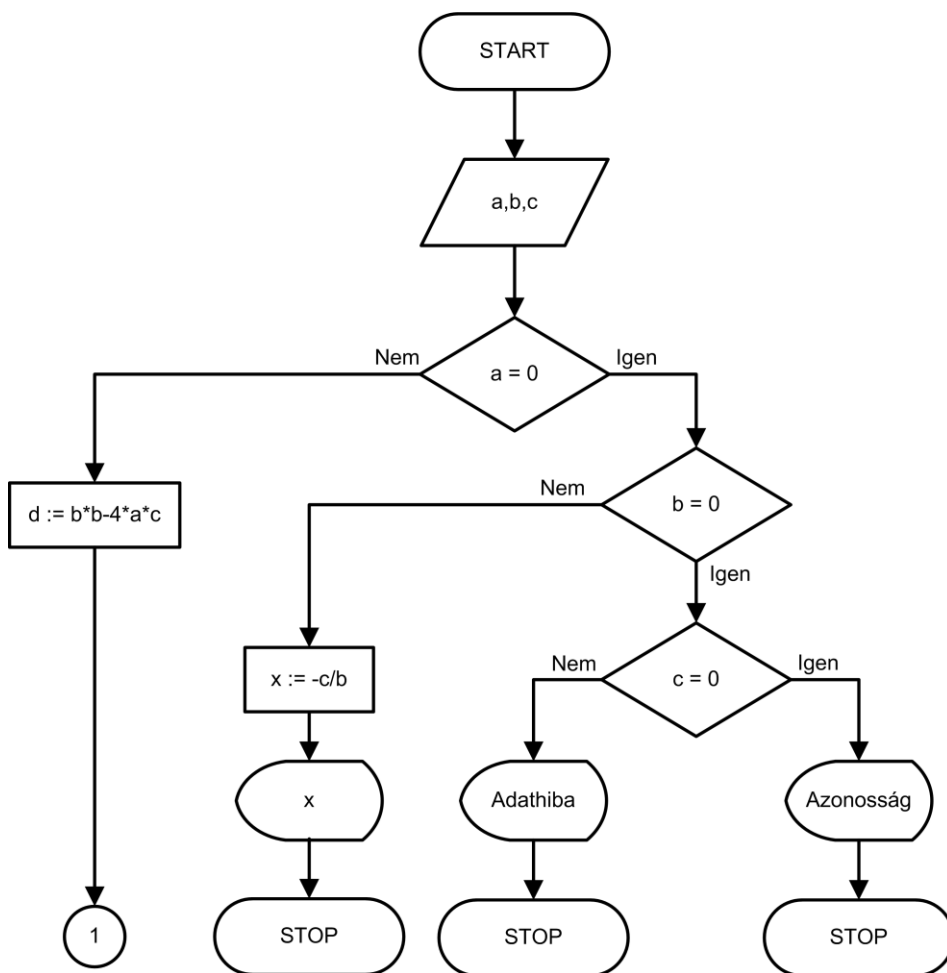 START
a,b,c
Nem
Igen
a = 0
Nem
b = 0
d := b*b-4*a*c
Igen
Nem
Igen
x := -c/b
c = 0
x
Adathiba
Azonosság
1
STOP
STOP
STOP